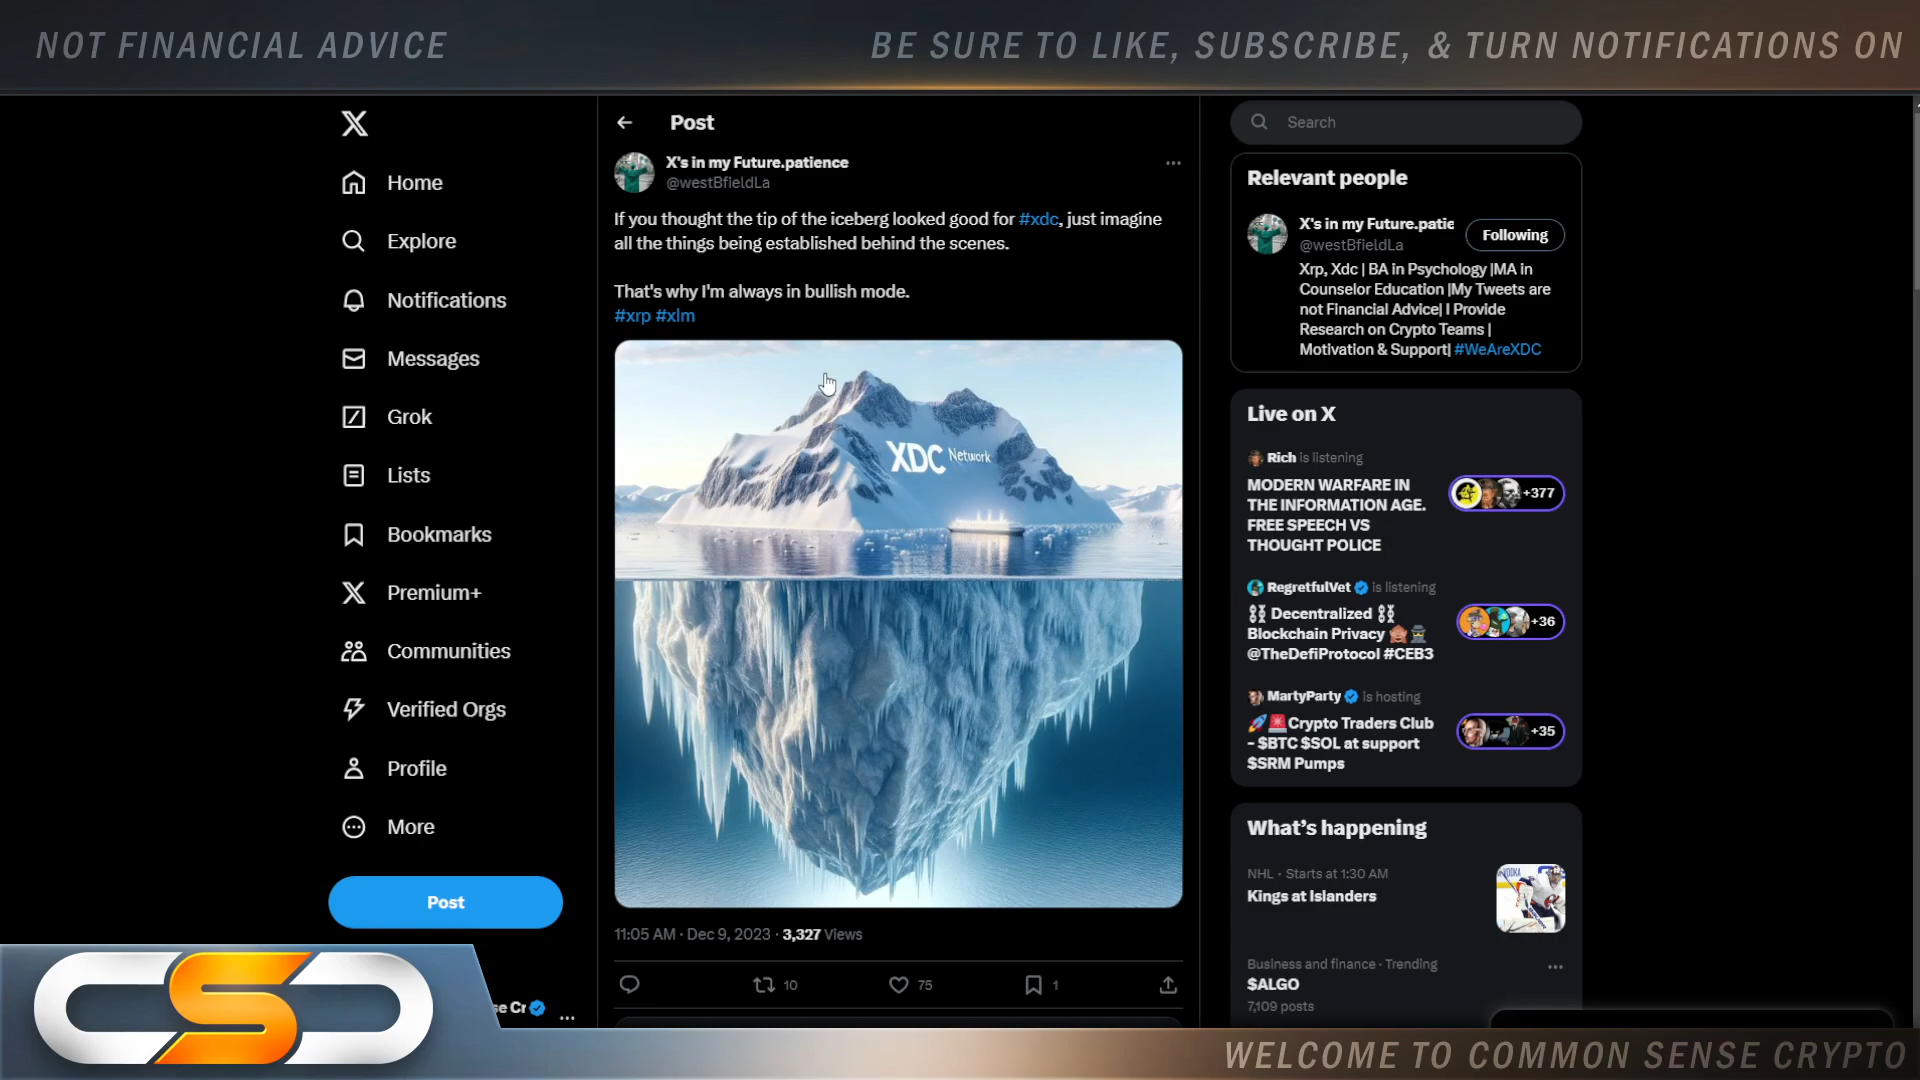 NOT FINANCIAL ADVICE
BE SURE TO LIKE, SUBSCRIBE, & TURN NOTIFICATIONS ON
Home
Explore
Notifications
Messages
Grok
Lists
Bookmarks
Premium+
Communities
Verified Orgs
Profile
More
Post
se Cr
Post
X's in my Future.patience
@westBfieldLa
If you thought the tip of the iceberg looked good for #xdc, just imagine
all the things being established behind the scenes.
That's why I'm always in bullish mode.
#xrp #xlm
XDC Network
11:05 AM · Dec 9, 2023 · 3,327 Views
10
75
1
Search
Relevant people
X's in my Future.patie
@westBfieldLa
Following
Xrp, Xdc | BA in Psychology |MA in
Counselor Education |My Tweets are
not Financial Advice| I Provide
Research on Crypto Teams |
Motivation & Support| #WeAreXDC
Live on X
Rich is listening
MODERN WARFARE IN
THE INFORMATION AGE.
FREE SPEECH VS
THOUGHT POLICE
+377
RegretfulVet is listening
Decentralized
Blockchain Privacy
@TheDefiProtocol #CEB3
+36
MartyParty is hosting
Crypto Traders Club
- $BTC $SOL at support
$SRM Pumps
+35
What's happening
NHL · Starts at 1:30 AM
Kings at Islanders
Business and finance · Trending
$ALGO
7,109 posts
CSC
WELCOME TO COMMON SENSE CRYPTO